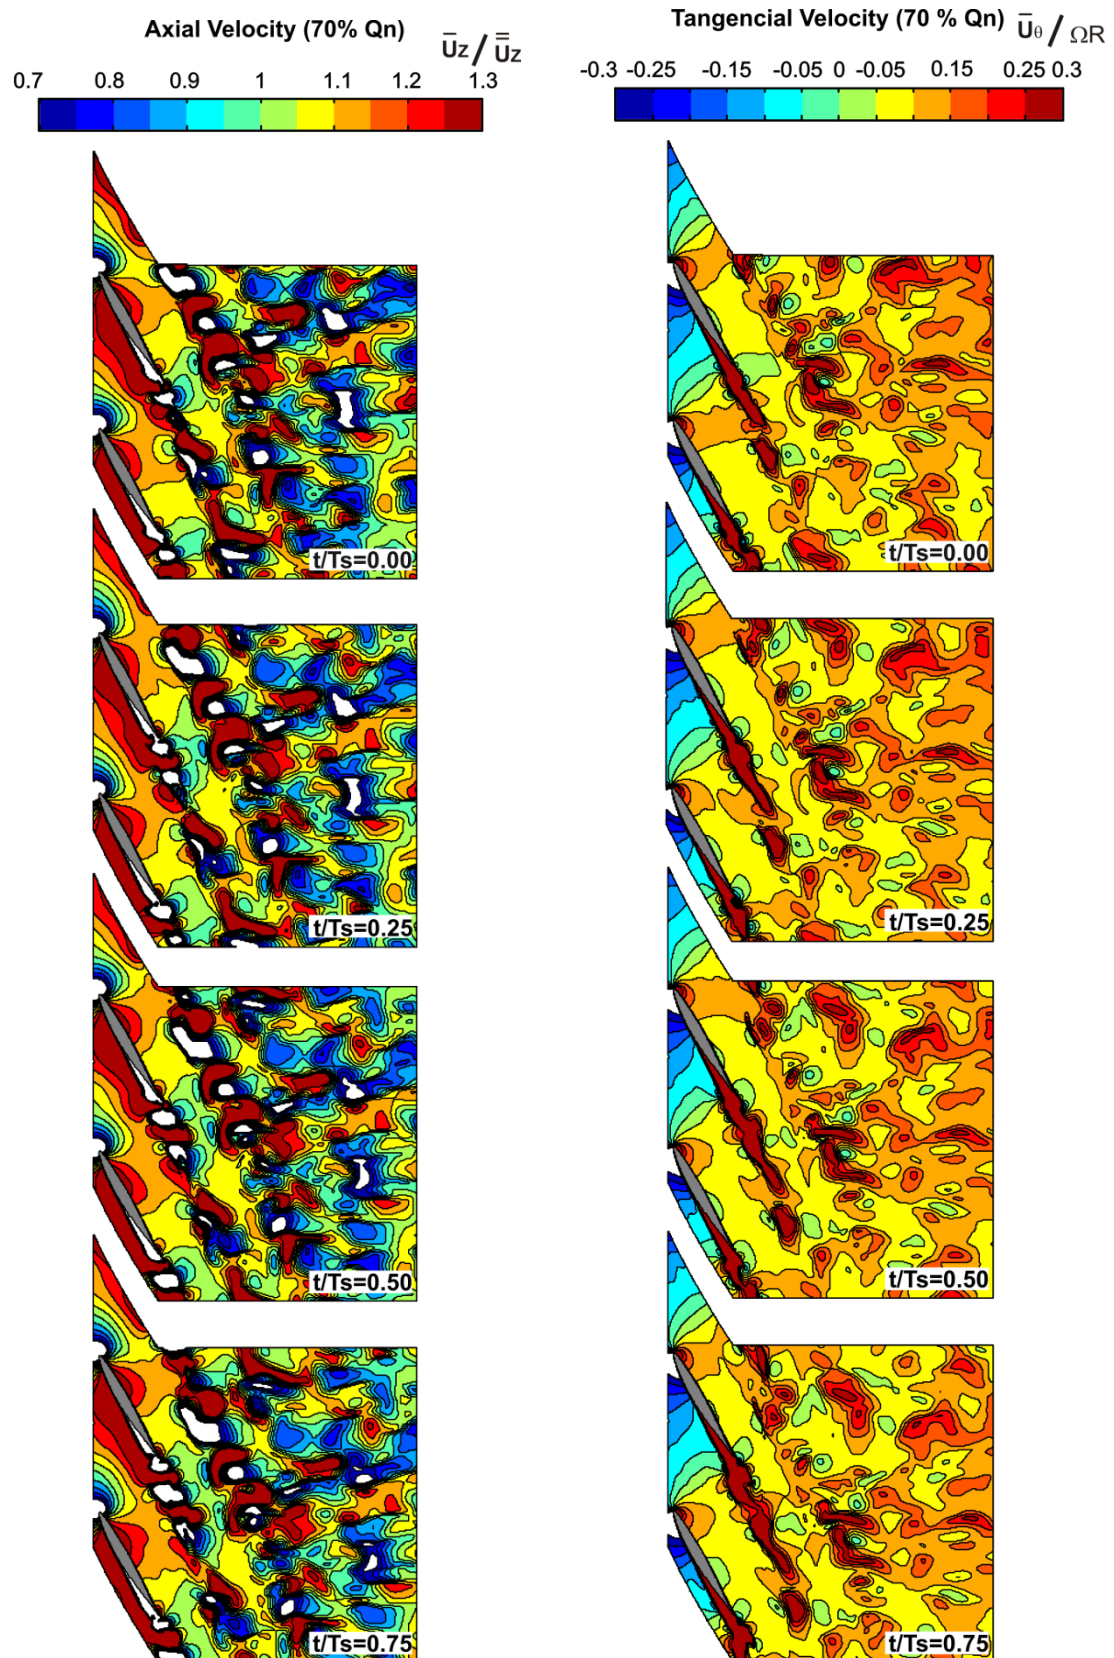 Axial Velocity (70% Qn)
U̅z / U̿z
0.7 0.8 0.9 1 1.1 1.2 1.3
Tangencial Velocity (70 % Qn)
U̅θ / ΩR
-0.3 -0.25 -0.15 -0.05 0 -0.05 0.15 0.25 0.3
t/Ts=0.00
t/Ts=0.00
t/Ts=0.25
t/Ts=0.25
t/Ts=0.50
t/Ts=0.50
t/Ts=0.75
t/Ts=0.75